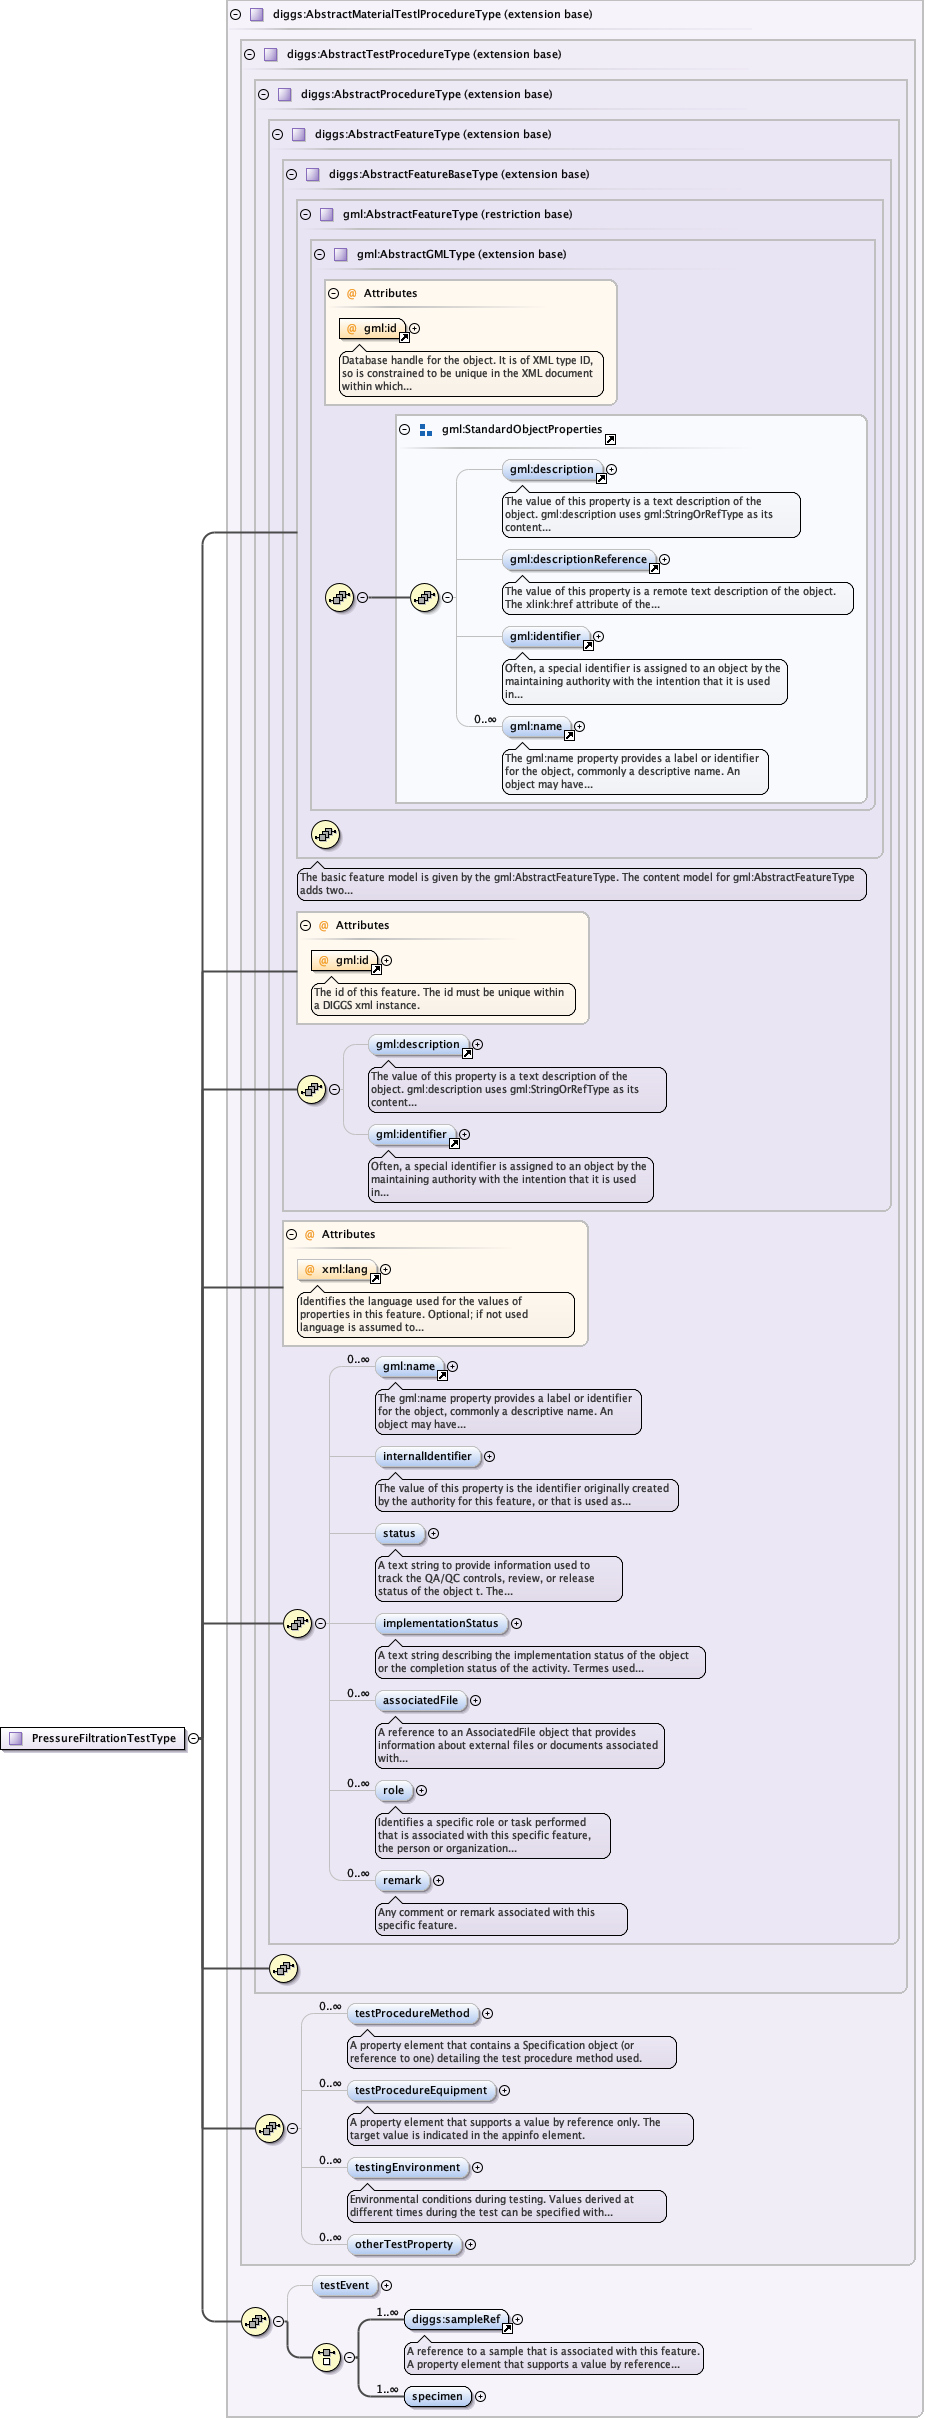 diggs:AbstractMaterialTestlProcedureType (extension base)
diggs:AbstractTestProcedureType (extension base)
diggs:AbstractProcedureType (extension base)
diggs:AbstractFeatureType (extension base)
diggs:AbstractFeatureBaseType (extension base)
gml:AbstractFeatureType (restriction base)
gml:AbstractGMLType (extension base)
@ Attributes
@ gml:id
Database handle for the object. It is of XML type ID,
so is constrained to be unique in the XML document
within which...
gml:StandardObjectProperties
gml:description
The value of this property is a text description of the
object. gml:description uses gml:StringOrRefType as its
content...
gml:descriptionReference
The value of this property is a remote text description of the object.
The xlink:href attribute of the...
gml:identifier
Often, a special identifier is assigned to an object by the
maintaining authority with the intention that it is used
in...
0..∞ gml:name
The gml:name property provides a label or identifier
for the object, commonly a descriptive name. An
object may have...
The basic feature model is given by the gml:AbstractFeatureType. The content model for gml:AbstractFeatureType
adds two...
@ Attributes
@ gml:id
The id of this feature. The id must be unique within
a DIGGS xml instance.
gml:description
The value of this property is a text description of the
object. gml:description uses gml:StringOrRefType as its
content...
gml:identifier
Often, a special identifier is assigned to an object by the
maintaining authority with the intention that it is used
in...
@ Attributes
@ xml:lang
Identifies the language used for the values of
properties in this feature. Optional; if not used
language is assumed to...
0..∞ gml:name
The gml:name property provides a label or identifier
for the object, commonly a descriptive name. An
object may have...
internalIdentifier
The value of this property is the identifier originally created
by the authority for this feature, or that is used as...
status
A text string to provide information used to
track the QA/QC controls, review, or release
status of the object t. The...
implementationStatus
A text string describing the implementation status of the object
or the completion status of the activity. Termes used...
0..∞ associatedFile
A reference to an AssociatedFile object that provides
information about external files or documents associated
with...
PressureFiltrationTestType
0..∞ role
Identifies a specific role or task performed
that is associated with this specific feature,
the person or organization...
0..∞ remark
Any comment or remark associated with this
specific feature.
0..∞ testProcedureMethod
A property element that contains a Specification object (or
reference to one) detailing the test procedure method used.
0..∞ testProcedureEquipment
A property element that supports a value by reference only. The
target value is indicated in the appinfo element.
0..∞ testingEnvironment
Environmental conditions during testing. Values derived at
different times during the test can be specified with...
0..∞ otherTestProperty
testEvent
1..∞ diggs:sampleRef
A reference to a sample that is associated with this feature.
A property element that supports a value by reference...
1..∞ specimen